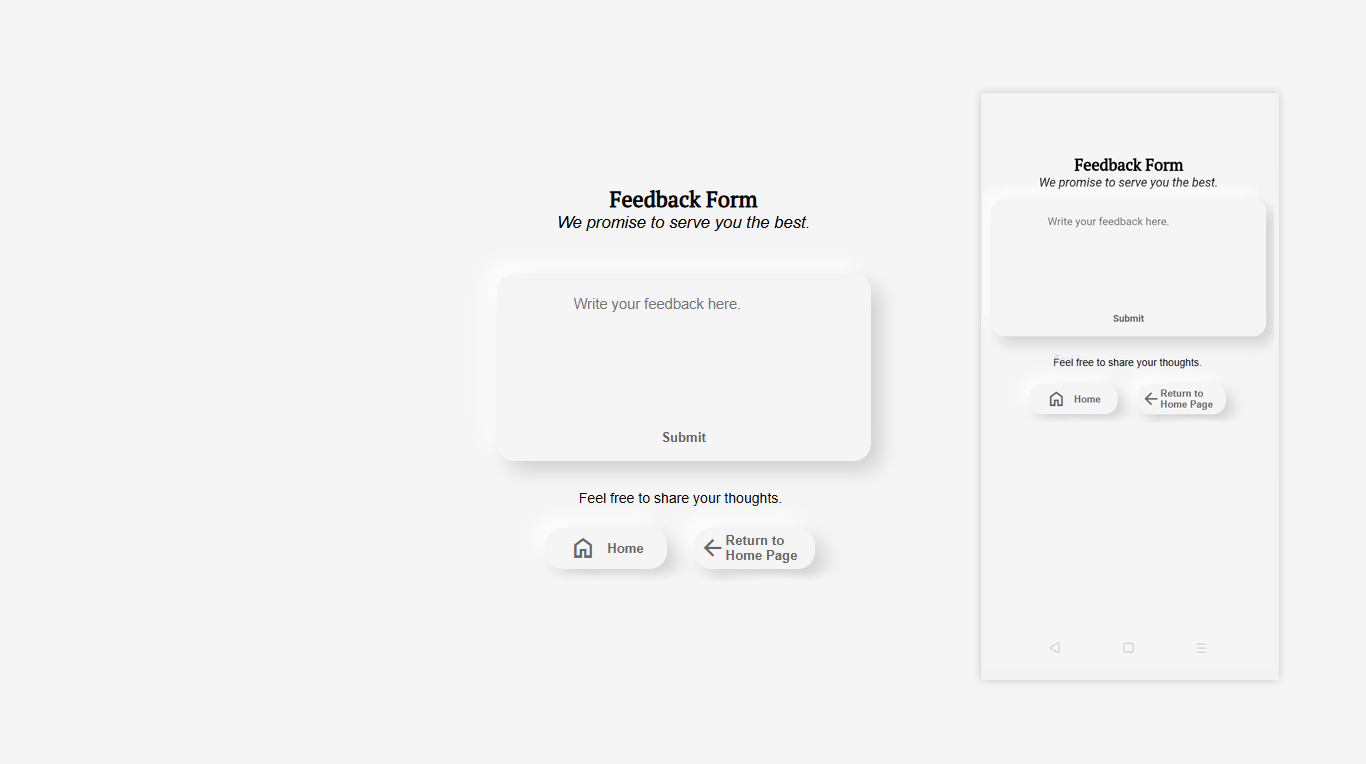 Feedback Form
We promise to serve you the best.
Write your feedback here.
Submit
Feel free to share your thoughts.
Home
Return to
Home Page
Feedback Form
We promise to serve you the best.
Write your feedback here.
Submit
Feel free to share your thoughts.
Home
Return to
Home Page